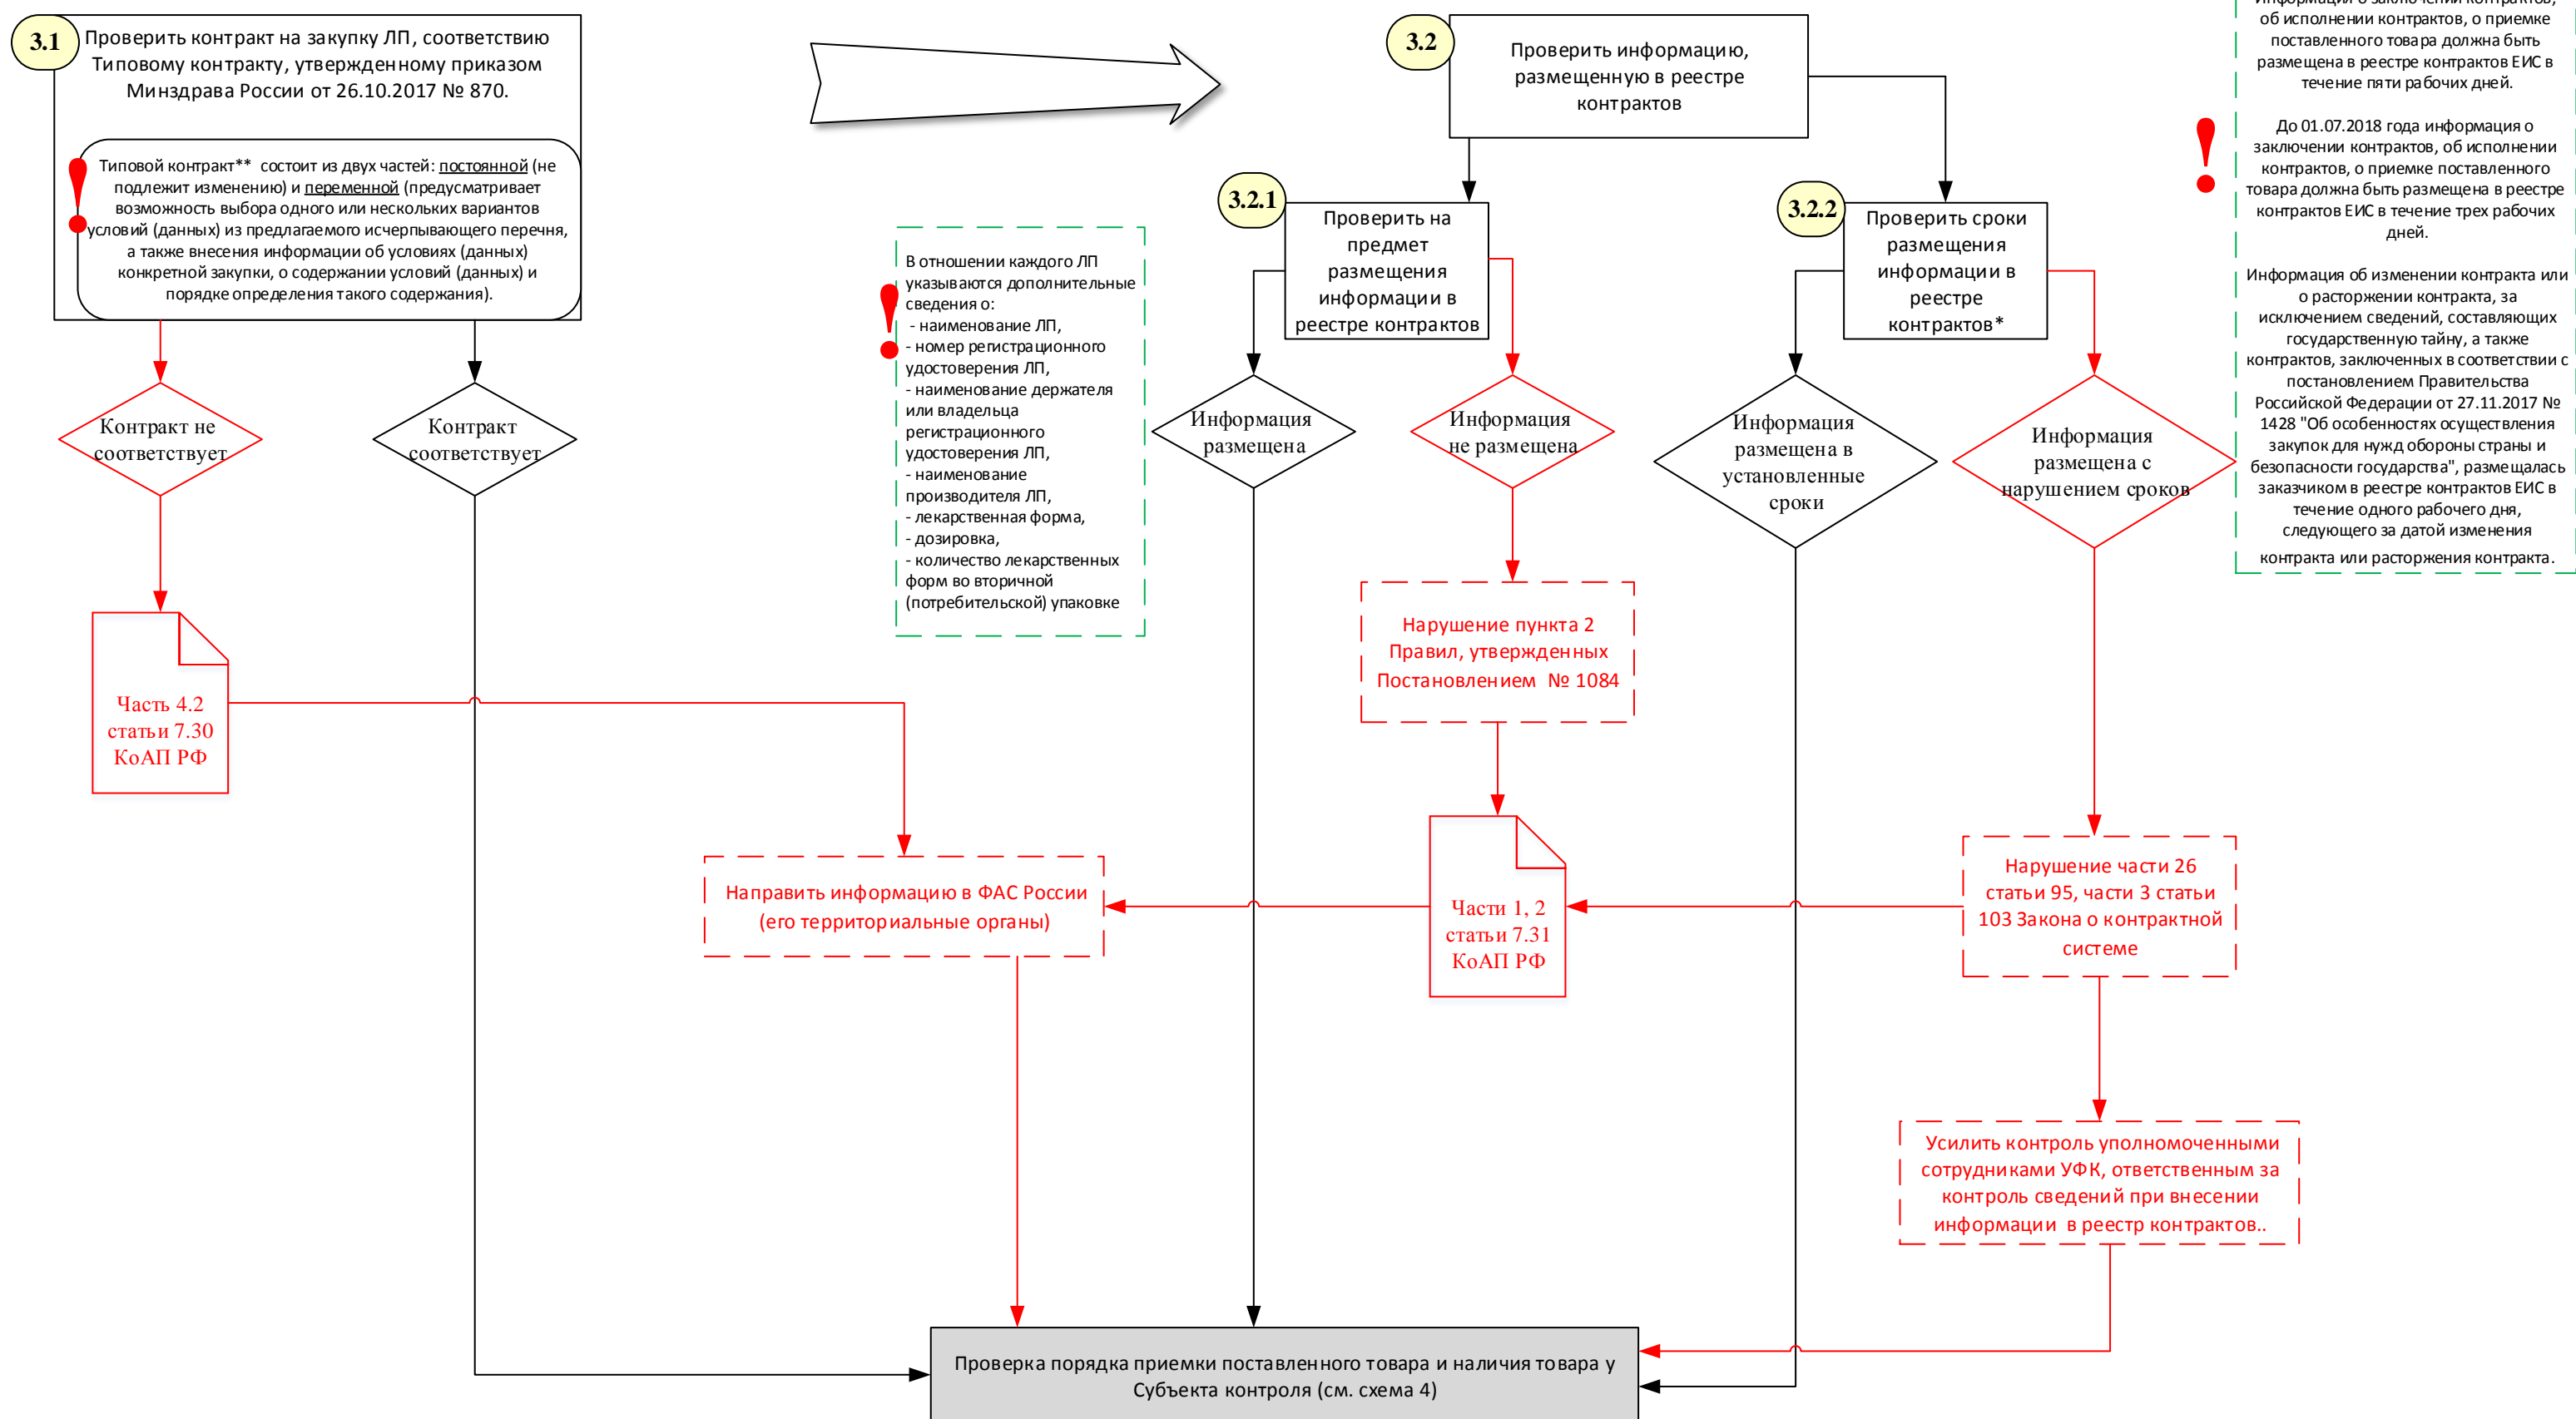 3.1
Проверить контракт на закупку ЛП, соответствию
Типовому контракту, утвержденному приказом
Минздрава России от 26.10.2017 № 870.
Типовой контракт** состоит из двух частей: постоянной (не
подлежит изменению) и переменной (предусматривает
возможность выбора одного или нескольких вариантов
условий (данных) из предлагаемого исчерпывающего перечня,
а также внесения информации об условиях (данных)
конкретной закупки, о содержании условий (данных) и
порядке определения такого содержания).
Контракт не
соответствует
Контракт
соответствует
Часть 4.2
статьи 7.30
КоАП РФ
3.2
Проверить информацию,
размещенную в реестре
контрактов
3.2.1
Проверить на
предмет
размещения
информации в
реестре контрактов
3.2.2
Проверить сроки
размещения
информации в
реестре
контрактов*
В отношении каждого ЛП
указываются дополнительные
сведения о:
- наименование ЛП,
- номер регистрационного
удостоверения ЛП,
- наименование держателя
или владельца
регистрационного
удостоверения ЛП,
- наименование
производителя ЛП,
- лекарственная форма,
- дозировка,
- количество лекарственных
форм во вторичной
(потребительской) упаковке
Информация
размещена
Информация
не размещена
Информация
размещена в
установленные
сроки
Информация
размещена с
нарушением сроков
Информация о заключении контрактов,
об исполнении контрактов, о приемке
поставленного товара должна быть
размещена в реестре контрактов ЕИС в
течение пяти рабочих дней.
До 01.07.2018 года информация о
заключении контрактов, об исполнении
контрактов, о приемке поставленного
товара должна быть размещена в реестре
контрактов ЕИС в течение трех рабочих
дней.
Информация об изменении контракта или
о расторжении контракта, за
исключением сведений, составляющих
государственную тайну, а также
контрактов, заключенных в соответствии с
постановлением Правительства
Российской Федерации от 27.11.2017 №
1428 "Об особенностях осуществления
закупок для нужд обороны страны и
безопасности государства", размещалась
заказчиком в реестре контрактов ЕИС в
течение одного рабочего дня,
следующего за датой изменения
контракта или расторжения контракта.
Нарушение пункта 2
Правил, утвержденных
Постановлением № 1084
Направить информацию в ФАС России
(его территориальные органы)
Части 1, 2
статьи 7.31
КоАП РФ
Нарушение части 26
статьи 95, части 3 статьи
103 Закона о контрактной
системе
Усилить контроль уполномоченными
сотрудниками УФК, ответственным за
контроль сведений при внесении
информации в реестр контрактов..
Проверка порядка приемки поставленного товара и наличия товара у
Субъекта контроля (см. схема 4)